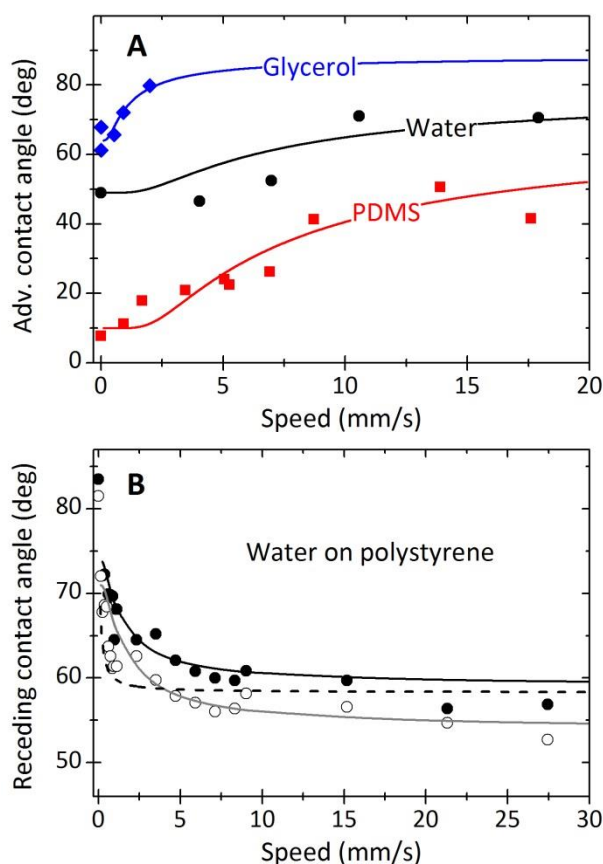 A
80
60
40
20
0
Adv. contact angle (deg)
Glycerol
Water
PDMS
0 5 10 15 20
Speed (mm/s)
B
80
70
60
50
Receding contact angle (deg)
Water on polystyrene
0 5 10 15 20 25 30
Speed (mm/s)